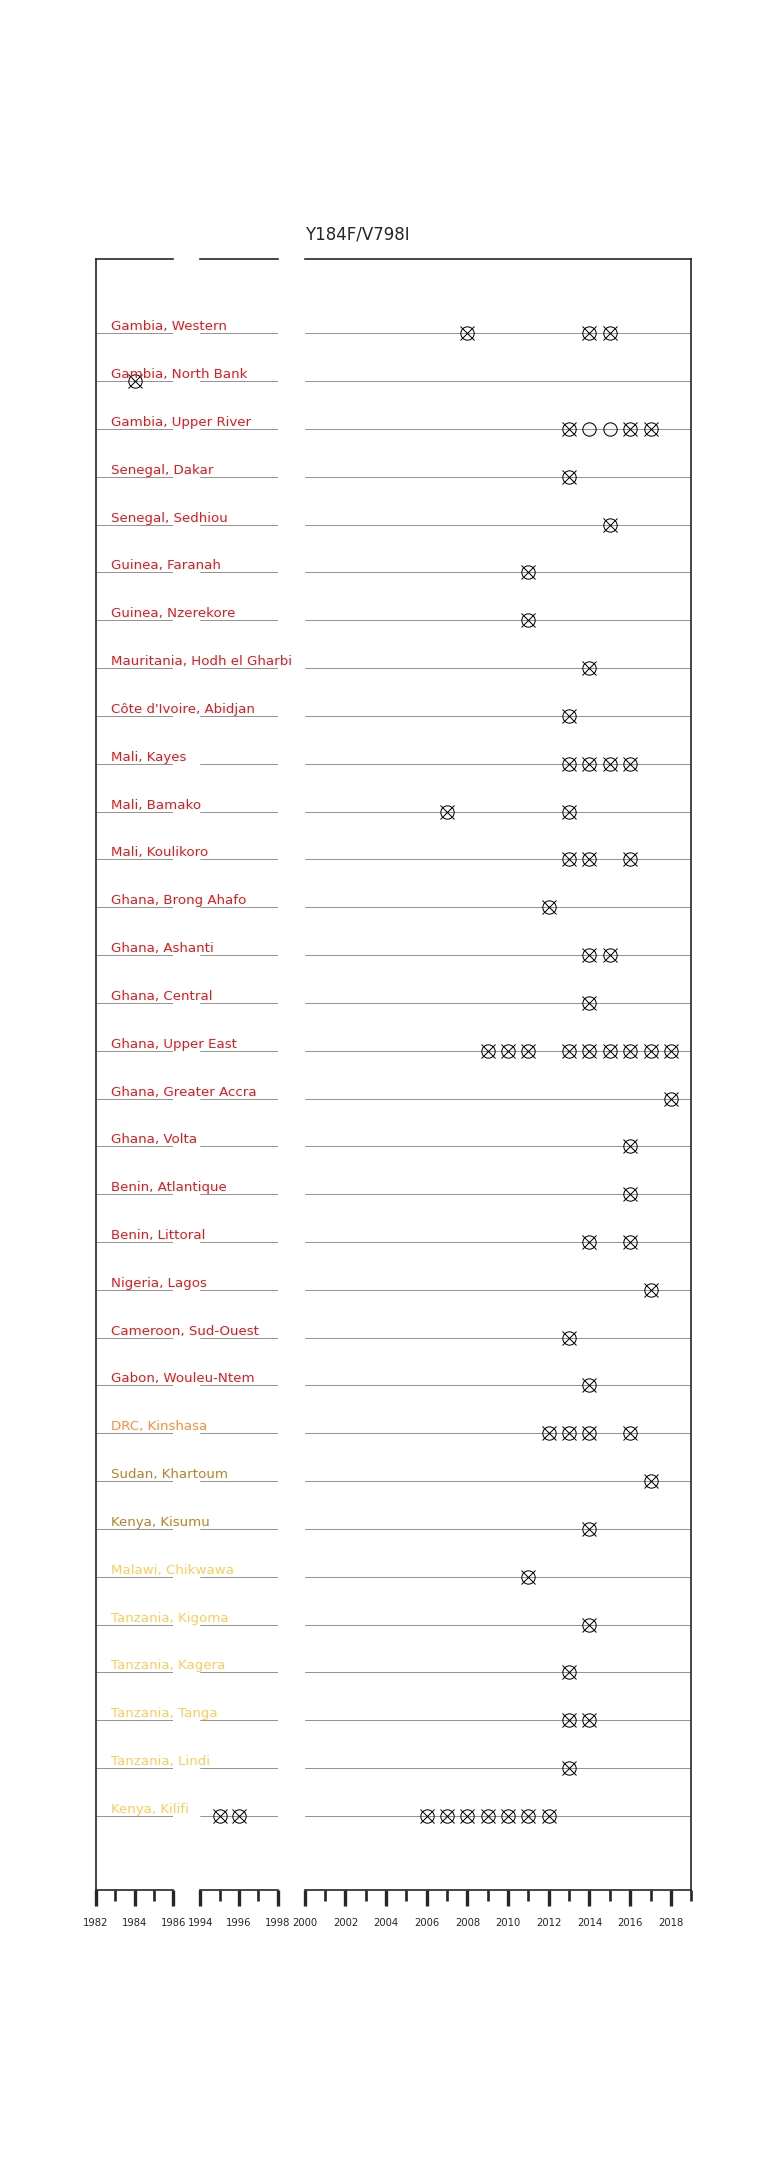 Y184F/V798I
Gambia, Western
Gambia, North Bank
Gambia, Upper River
Senegal, Dakar
Senegal, Sedhiou
Guinea, Faranah
Guinea, Nzerekore
Mauritania, Hodh el Gharbi
Côte d'Ivoire, Abidjan
Mali, Kayes
Mali, Bamako
Mali, Koulikoro
Ghana, Brong Ahafo
Ghana, Ashanti
Ghana, Central
Ghana, Upper East
Ghana, Greater Accra
Ghana, Volta
Benin, Atlantique
Benin, Littoral
Nigeria, Lagos
Cameroon, Sud-Ouest
Gabon, Wouleu-Ntem
DRC, Kinshasa
Sudan, Khartoum
Kenya, Kisumu
Malawi, Chikwawa
Tanzania, Kigoma
Tanzania, Kagera
Tanzania, Tanga
Tanzania, Lindi
Kenya, Kilifi
1982 1984 1986 1994 1996 1998 2000 2002 2004 2006 2008 2010 2012 2014 2016 2018